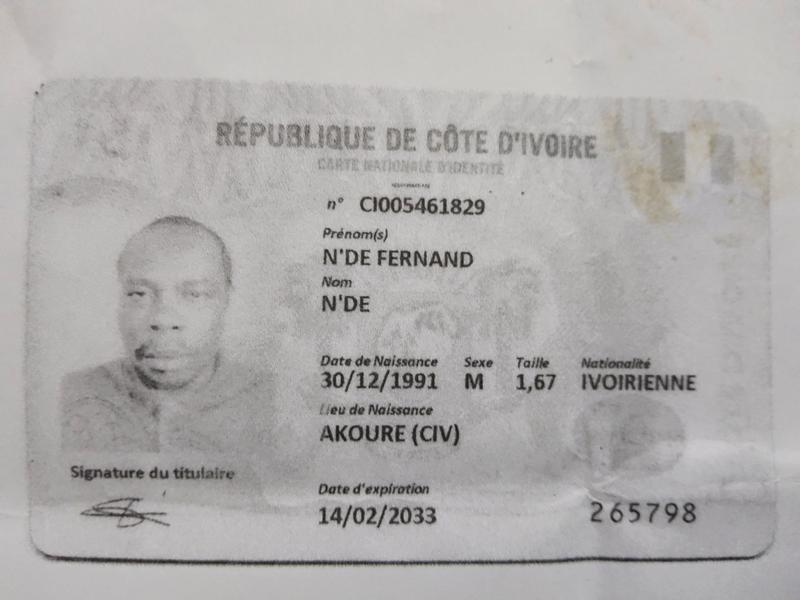 RÉPUBLIQUE DE CÔTE D'IVOIRE
CARTE NATIONALE D'IDENTITÉ
n° CI005461829
Prénom(s)
N'DE FERNAND
Nom
N'DE
Date de Naissance Sexe Taille Nationalité
30/12/1991 M 1,67 IVOIRIENNE
Lieu de Naissance
AKOURE (CIV)
Signature du titulaire
Date d'expiration
14/02/2033
265798